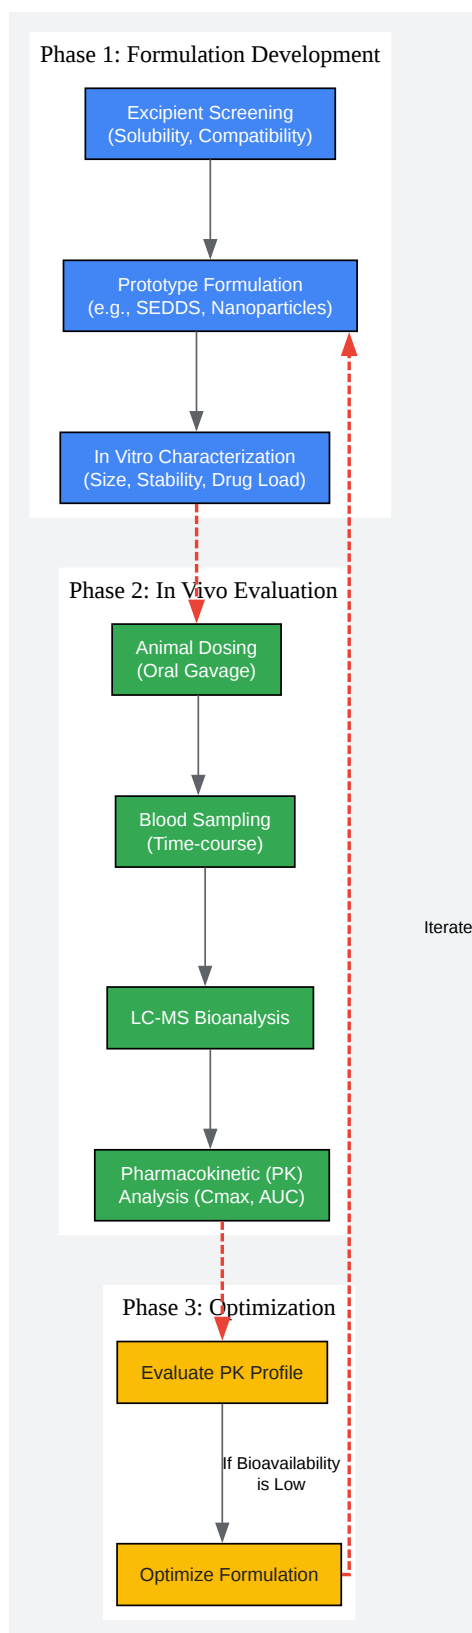 Phase 1: Formulation Development
Excipient Screening
(Solubility, Compatibility)
Prototype Formulation
(e.g., SEDDS, Nanoparticles)
In Vitro Characterization
(Size, Stability, Drug Load)
Phase 2: In Vivo Evaluation
Animal Dosing
(Oral Gavage)
Blood Sampling
(Time-course)
Iterate
LC-MS Bioanalysis
Pharmacokinetic (PK)
Analysis (Cmax, AUC)
Phase 3: Optimization
Evaluate PK Profile
If Bioavailability
is Low
Optimize Formulation